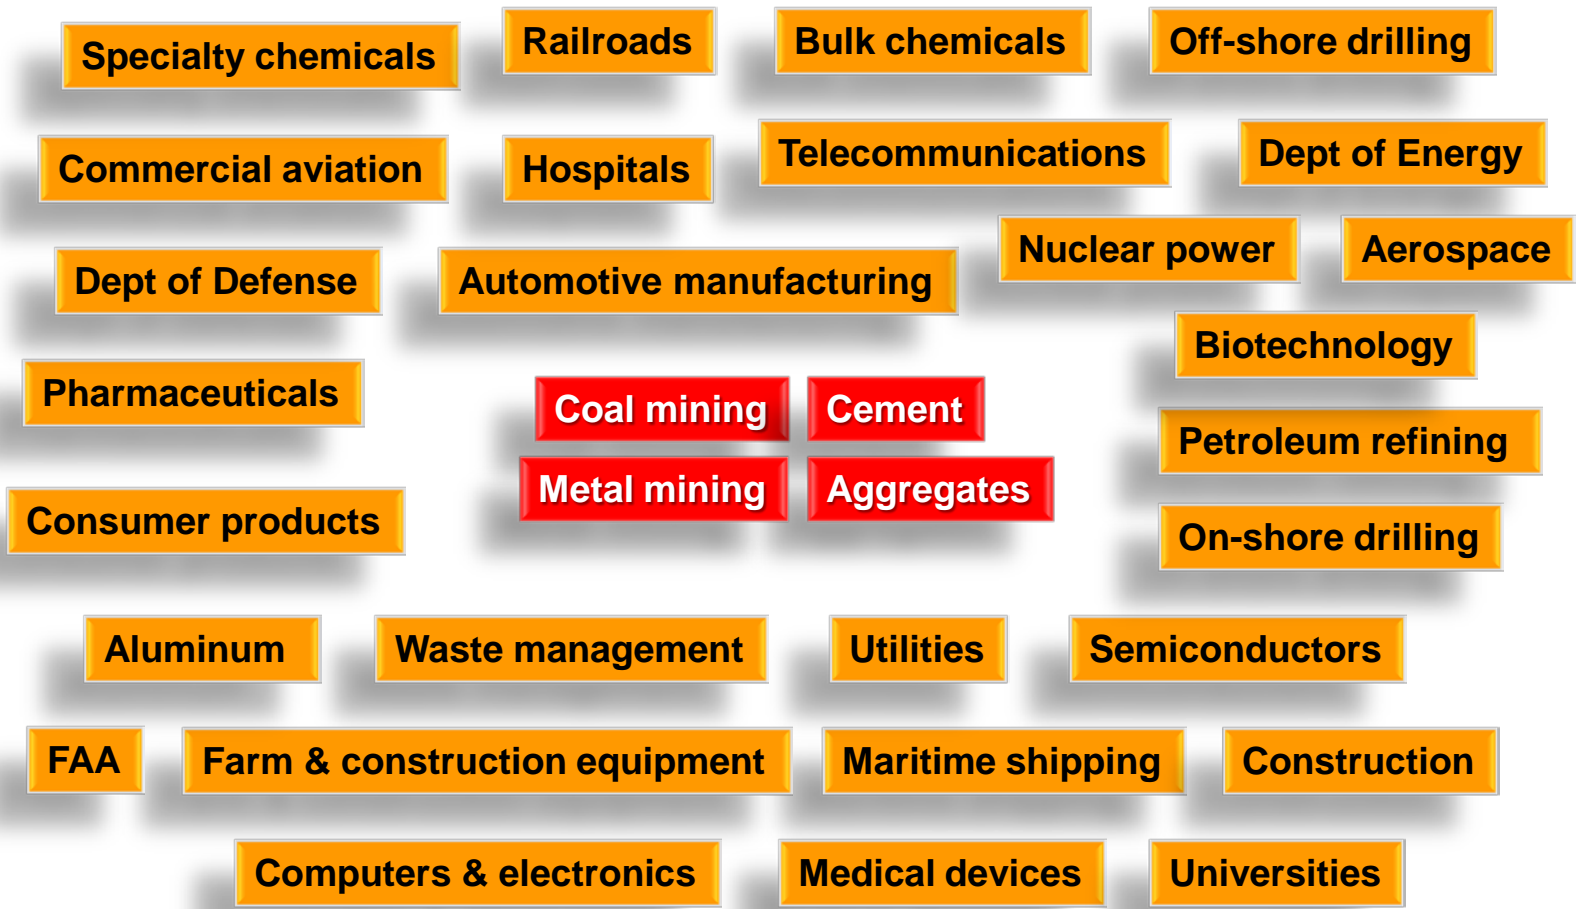 Specialty chemicals
Railroads
Bulk chemicals
Off-shore drilling
Commercial aviation
Hospitals
Telecommunications
Dept of Energy
Dept of Defense
Automotive manufacturing
Nuclear power
Aerospace
Biotechnology
Pharmaceuticals
Coal mining
Cement
Petroleum refining
Metal mining
Aggregates
Consumer products
On-shore drilling
Aluminum
Waste management
Utilities
Semiconductors
FAA
Farm & construction equipment
Maritime shipping
Construction
Computers & electronics
Medical devices
Universities